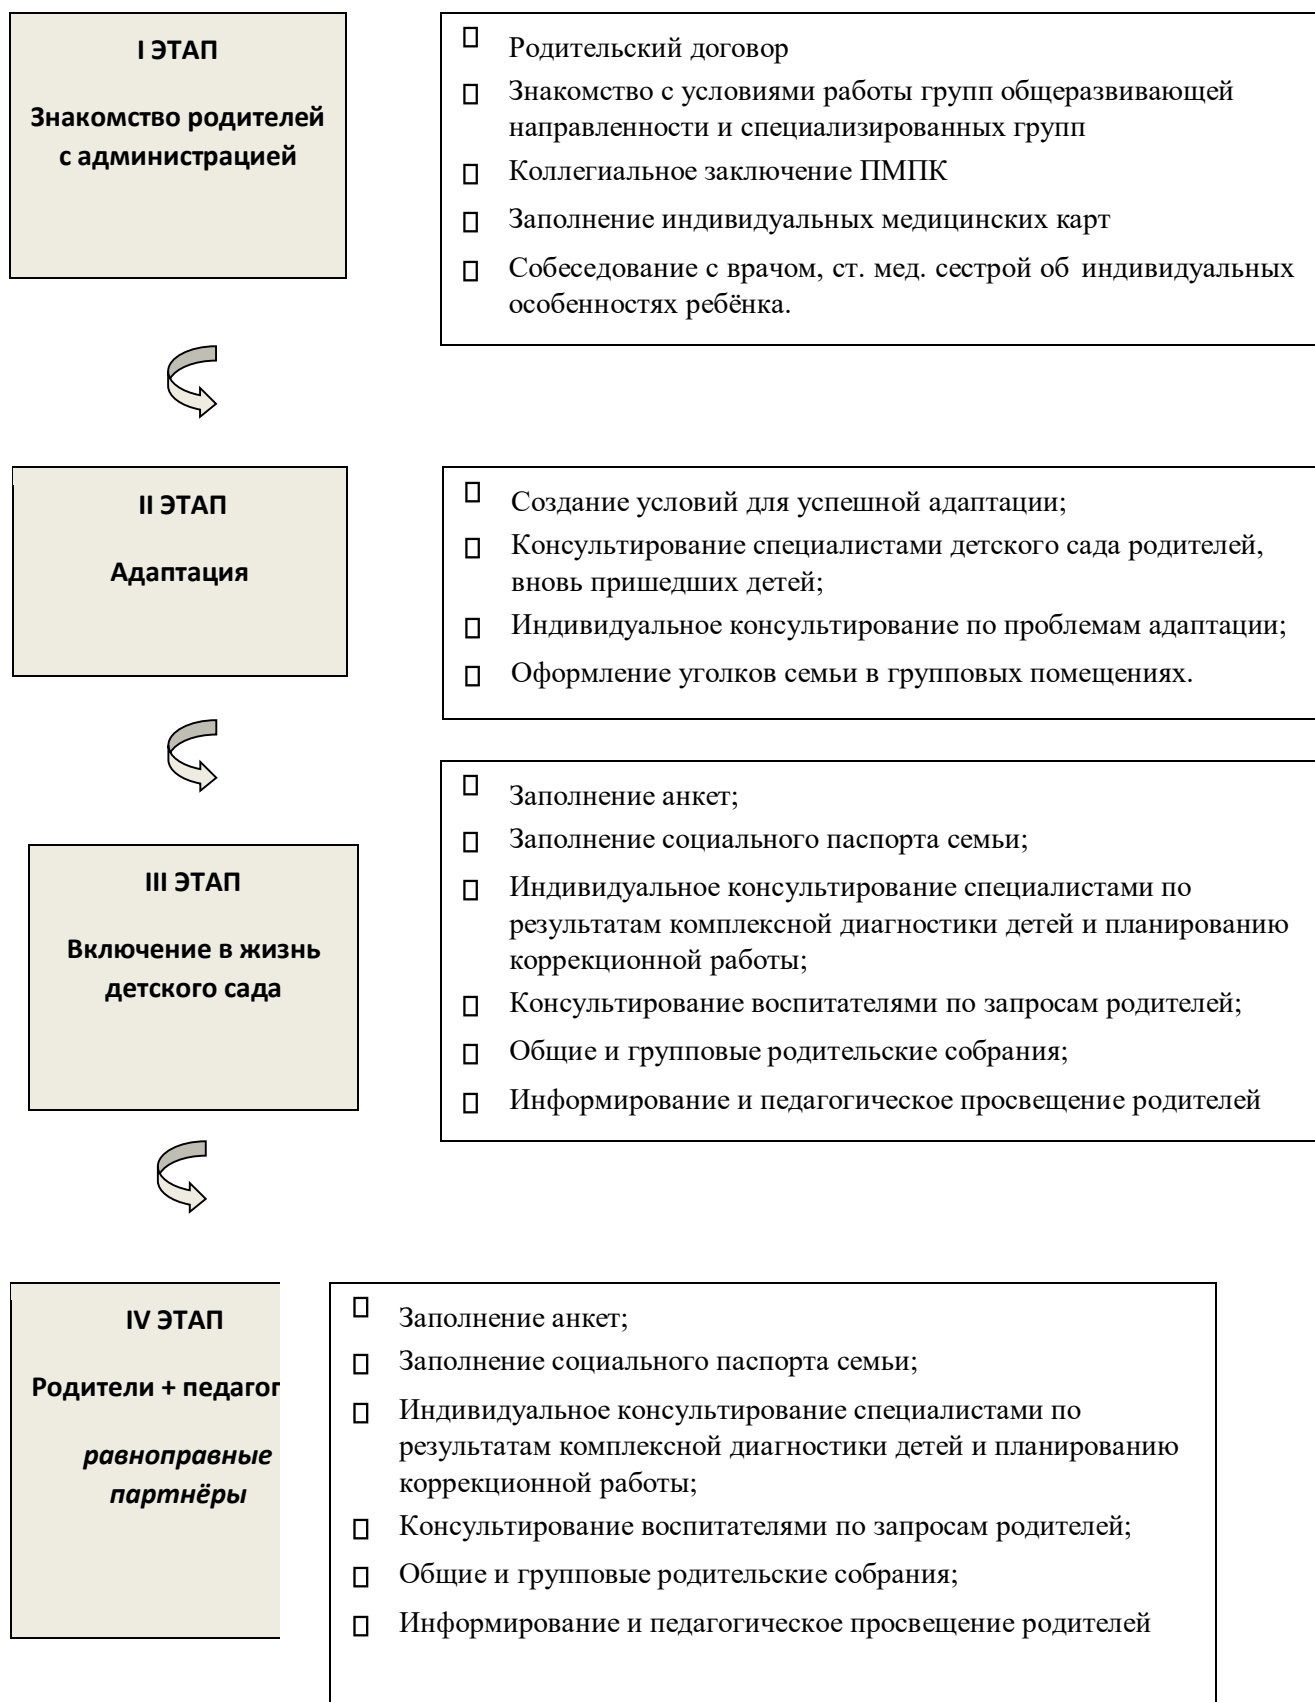 I ЭТАП
Знакомство родителей
с администрацией
Родительский договор
Знакомство с условиями работы групп общеразвивающей
направленности и специализированных групп
Коллегиальное заключение ПМПК
Заполнение индивидуальных медицинских карт
Собеседование с врачом, ст. мед. сестрой об индивидуальных
особенностях ребёнка.
II ЭТАП
Адаптация
Создание условий для успешной адаптации;
Консультирование специалистами детского сада родителей,
вновь пришедших детей;
Индивидуальное консультирование по проблемам адаптации;
Оформление уголков семьи в групповых помещениях.
III ЭТАП
Включение в жизнь
детского сада
Заполнение анкет;
Заполнение социального паспорта семьи;
Индивидуальное консультирование специалистами по
результатам комплексной диагностики детей и планированию
коррекционной работы;
Консультирование воспитателями по запросам родителей;
Общие и групповые родительские собрания;
Информирование и педагогическое просвещение родителей
IV ЭТАП
Родители + педагог
равноправные
партнёры
Заполнение анкет;
Заполнение социального паспорта семьи;
Индивидуальное консультирование специалистами по
результатам комплексной диагностики детей и планированию
коррекционной работы;
Консультирование воспитателями по запросам родителей;
Общие и групповые родительские собрания;
Информирование и педагогическое просвещение родителей